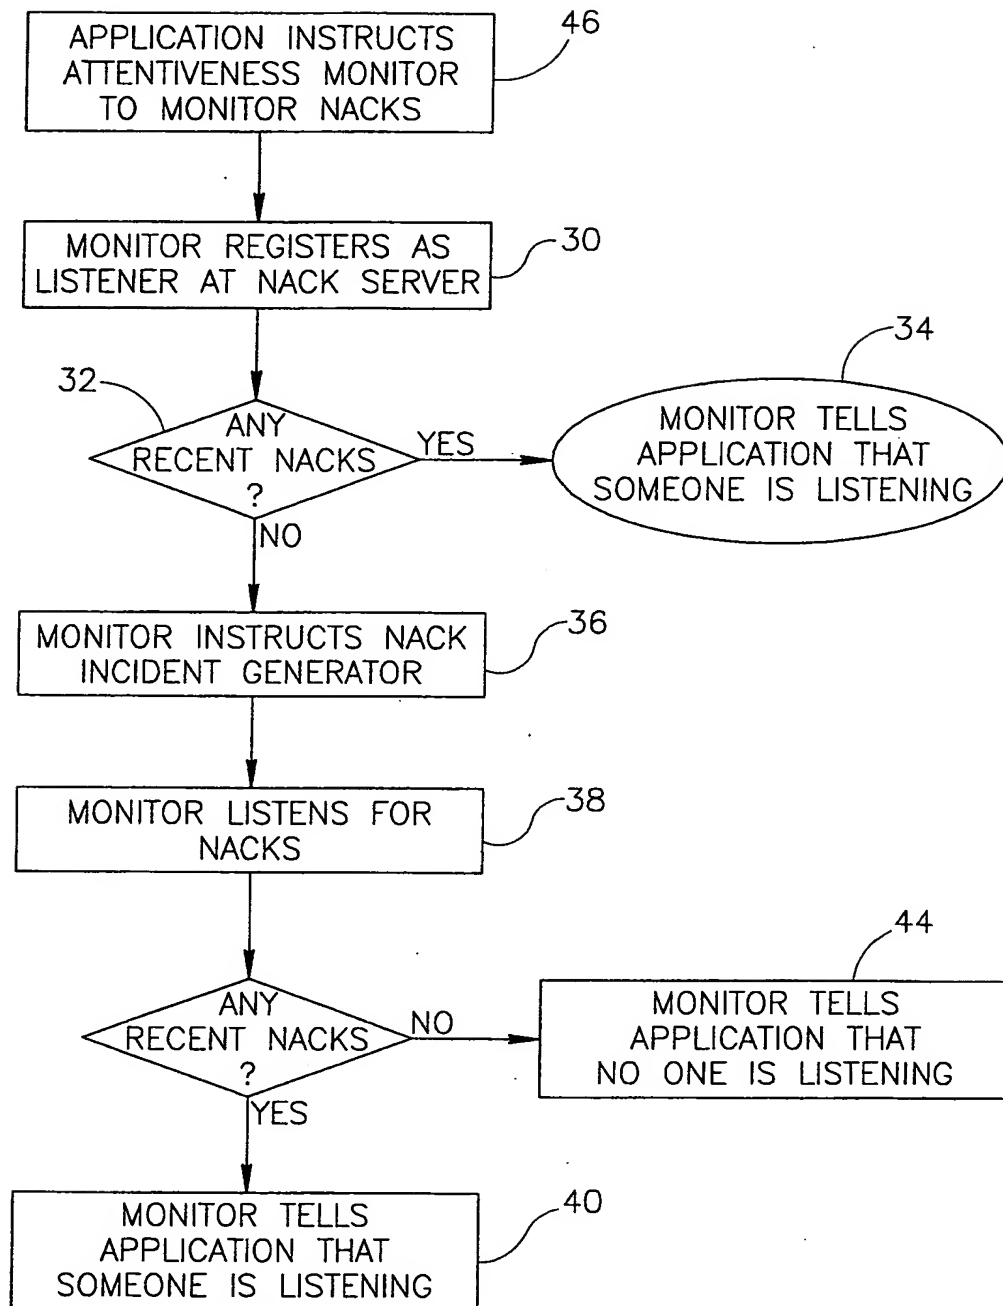 APPLICATION INSTRUCTS
ATTENTIVENESS MONITOR
TO MONITOR NACKS
46
MONITOR REGISTERS AS
LISTENER AT NACK SERVER
30
32
ANY
RECENT NACKS
?
YES
NO
34
MONITOR TELLS
APPLICATION THAT
SOMEONE IS LISTENING
MONITOR INSTRUCTS NACK
INCIDENT GENERATOR
36
MONITOR LISTENS FOR
NACKS
38
ANY
RECENT NACKS
?
NO
YES
44
MONITOR TELLS
APPLICATION THAT
NO ONE IS LISTENING
MONITOR TELLS
APPLICATION THAT
SOMEONE IS LISTENING
40